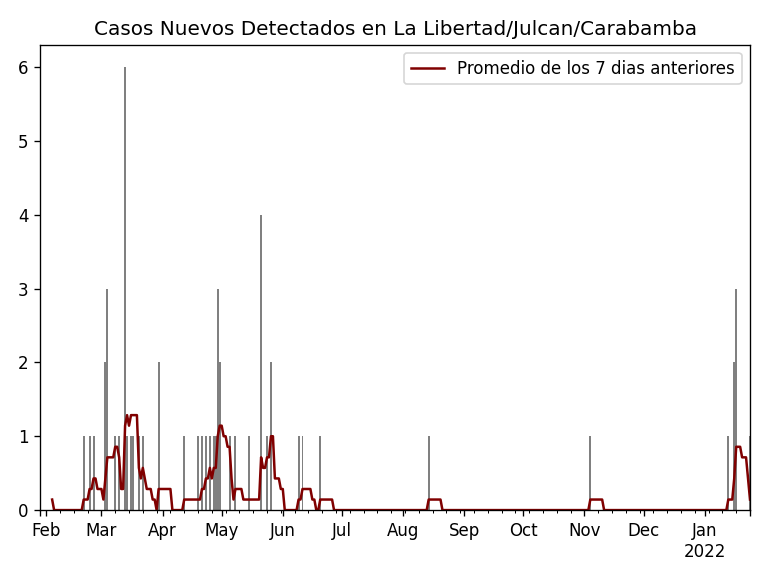 Casos Nuevos Detectados en La Libertad/Julcan/Carabamba
Promedio de los 7 dias anteriores
6
5
4
3
2
1
0
Feb Mar Apr May Jun Jul Aug Sep Oct Nov Dec Jan
2022